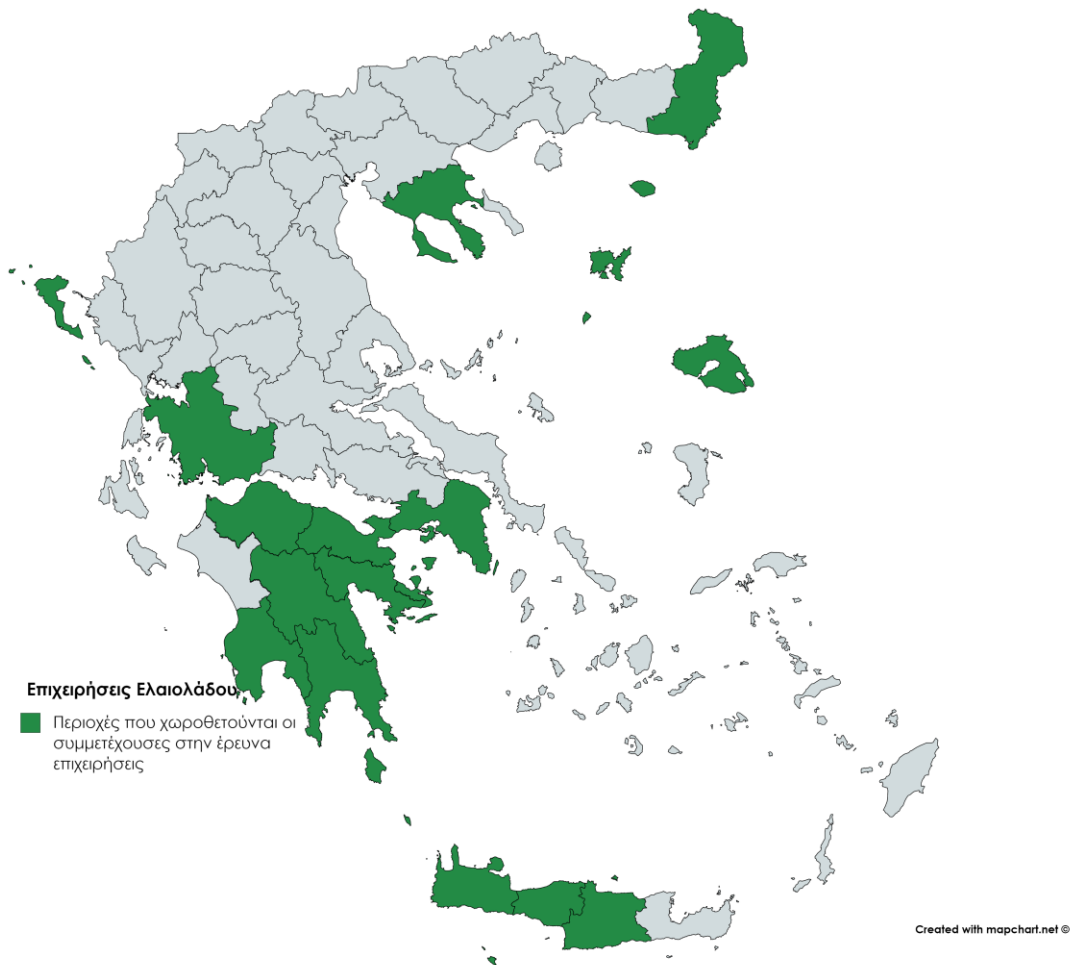 Επιχειρήσεις Ελαιολάδου
Περιοχές που χωροθετούνται οι
συμμετέχουσες στην έρευνα
επιχειρήσεις
Created with mapchart.net ©